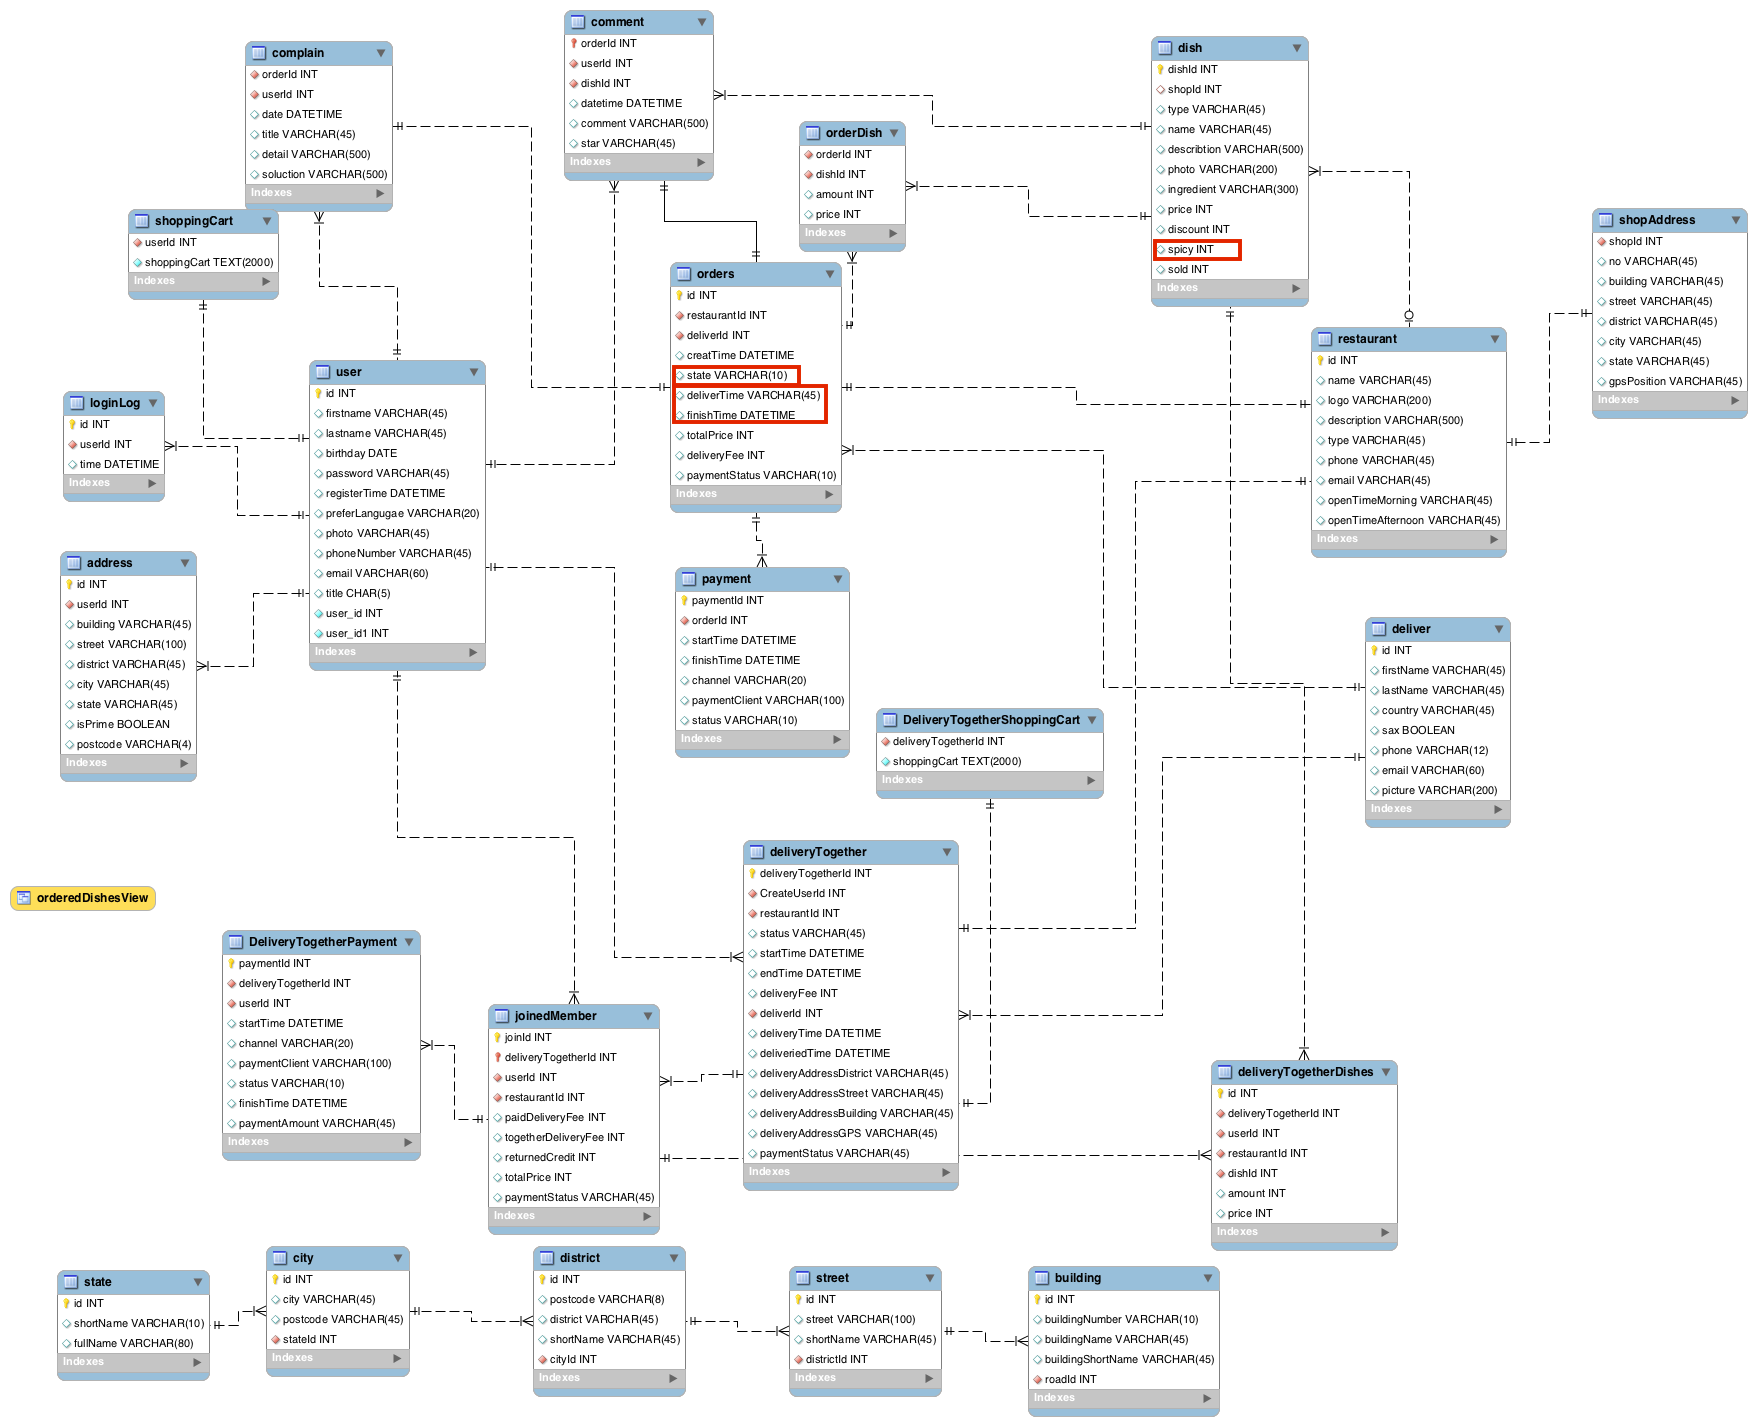 comment
orderId INT
userId INT
dishId INT
datetime DATETIME
comment VARCHAR(500)
star VARCHAR(45)
Indexes
complain
orderId INT
userId INT
date DATETIME
title VARCHAR(45)
detail VARCHAR(500)
soluction VARCHAR(500)
Indexes
dish
dishId INT
shopId INT
type VARCHAR(45)
name VARCHAR(45)
describtion VARCHAR(500)
photo VARCHAR(200)
ingredient VARCHAR(300)
price INT
discount INT
spicy INT
sold INT
Indexes
orderDish
orderId INT
dishId INT
amount INT
price INT
Indexes
shoppingCart
userId INT
shoppingCart TEXT(2000)
Indexes
shopAddress
shopId INT
no VARCHAR(45)
building VARCHAR(45)
street VARCHAR(45)
district VARCHAR(45)
city VARCHAR(45)
state VARCHAR(45)
gpsPosition VARCHAR(45)
Indexes
orders
id INT
restaurantId INT
deliverId INT
creatTime DATETIME
state VARCHAR(10)
deliverTime VARCHAR(45)
finishTime DATETIME
totalPrice INT
deliveryFee INT
paymentStatus VARCHAR(10)
Indexes
restaurant
id INT
name VARCHAR(45)
logo VARCHAR(200)
description VARCHAR(500)
type VARCHAR(45)
phone VARCHAR(45)
email VARCHAR(45)
openTimeMorning VARCHAR(45)
openTimeAfternoon VARCHAR(45)
Indexes
user
id INT
firstname VARCHAR(45)
lastname VARCHAR(45)
birthday DATE
password VARCHAR(45)
registerTime DATETIME
preferLangugae VARCHAR(20)
photo VARCHAR(45)
phoneNumber VARCHAR(45)
email VARCHAR(60)
title CHAR(5)
user_id INT
user_id1 INT
Indexes
loginLog
id INT
userId INT
time DATETIME
Indexes
address
id INT
userId INT
building VARCHAR(45)
street VARCHAR(100)
district VARCHAR(45)
city VARCHAR(45)
state VARCHAR(45)
isPrime BOOLEAN
postcode VARCHAR(4)
Indexes
payment
paymentId INT
orderId INT
startTime DATETIME
finishTime DATETIME
channel VARCHAR(20)
paymentClient VARCHAR(100)
status VARCHAR(10)
Indexes
deliver
id INT
firstName VARCHAR(45)
lastName VARCHAR(45)
country VARCHAR(45)
sax BOOLEAN
phone VARCHAR(12)
email VARCHAR(60)
picture VARCHAR(200)
Indexes
DeliveryTogetherShoppingCart
deliveryTogetherId INT
shoppingCart TEXT(2000)
Indexes
deliveryTogether
deliveryTogetherId INT
CreateUserId INT
restaurantId INT
status VARCHAR(45)
startTime DATETIME
endTime DATETIME
deliveryFee INT
deliverId INT
deliveryTime DATETIME
deliveriedTime DATETIME
deliveryAddressDistrict VARCHAR(45)
deliveryAddressStreet VARCHAR(45)
deliveryAddressBuilding VARCHAR(45)
deliveryAddressGPS VARCHAR(45)
paymentStatus VARCHAR(45)
Indexes
orderedDishesView
DeliveryTogetherPayment
paymentId INT
deliveryTogetherId INT
userId INT
startTime DATETIME
channel VARCHAR(20)
paymentClient VARCHAR(100)
status VARCHAR(10)
finishTime DATETIME
paymentAmount VARCHAR(45)
Indexes
joinedMember
joinId INT
deliveryTogetherId INT
userId INT
restaurantId INT
paidDeliveryFee INT
togetherDeliveryFee INT
returnedCredit INT
totalPrice INT
paymentStatus VARCHAR(45)
Indexes
deliveryTogetherDishes
id INT
deliveryTogetherId INT
userId INT
restaurantId INT
dishId INT
amount INT
price INT
Indexes
state
id INT
shortName VARCHAR(10)
fullName VARCHAR(80)
Indexes
city
id INT
city VARCHAR(45)
postcode VARCHAR(45)
stateId INT
Indexes
district
id INT
postcode VARCHAR(8)
district VARCHAR(45)
shortName VARCHAR(45)
cityId INT
Indexes
street
id INT
street VARCHAR(100)
shortName VARCHAR(45)
districtId INT
Indexes
building
id INT
buildingNumber VARCHAR(10)
buildingName VARCHAR(45)
buildingShortName VARCHAR(45)
roadId INT
Indexes